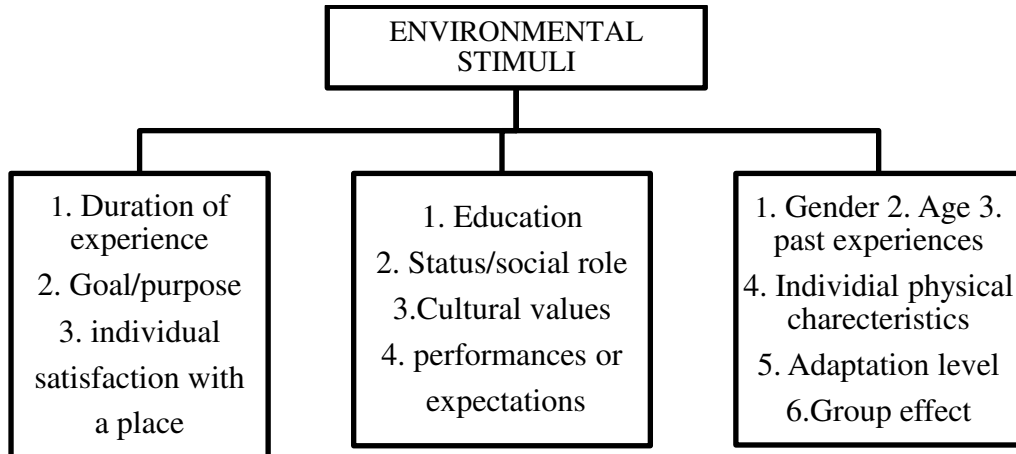 ENVIRONMENTAL
STIMULI
1. Duration of
experience
2. Goal/purpose
3. individual
satisfaction with
a place
1. Education
2. Status/social role
3.Cultural values
4. performances or
expectations
1. Gender 2. Age 3.
past experiences
4. Individial physical
charecteristics
5. Adaptation level
6.Group effect